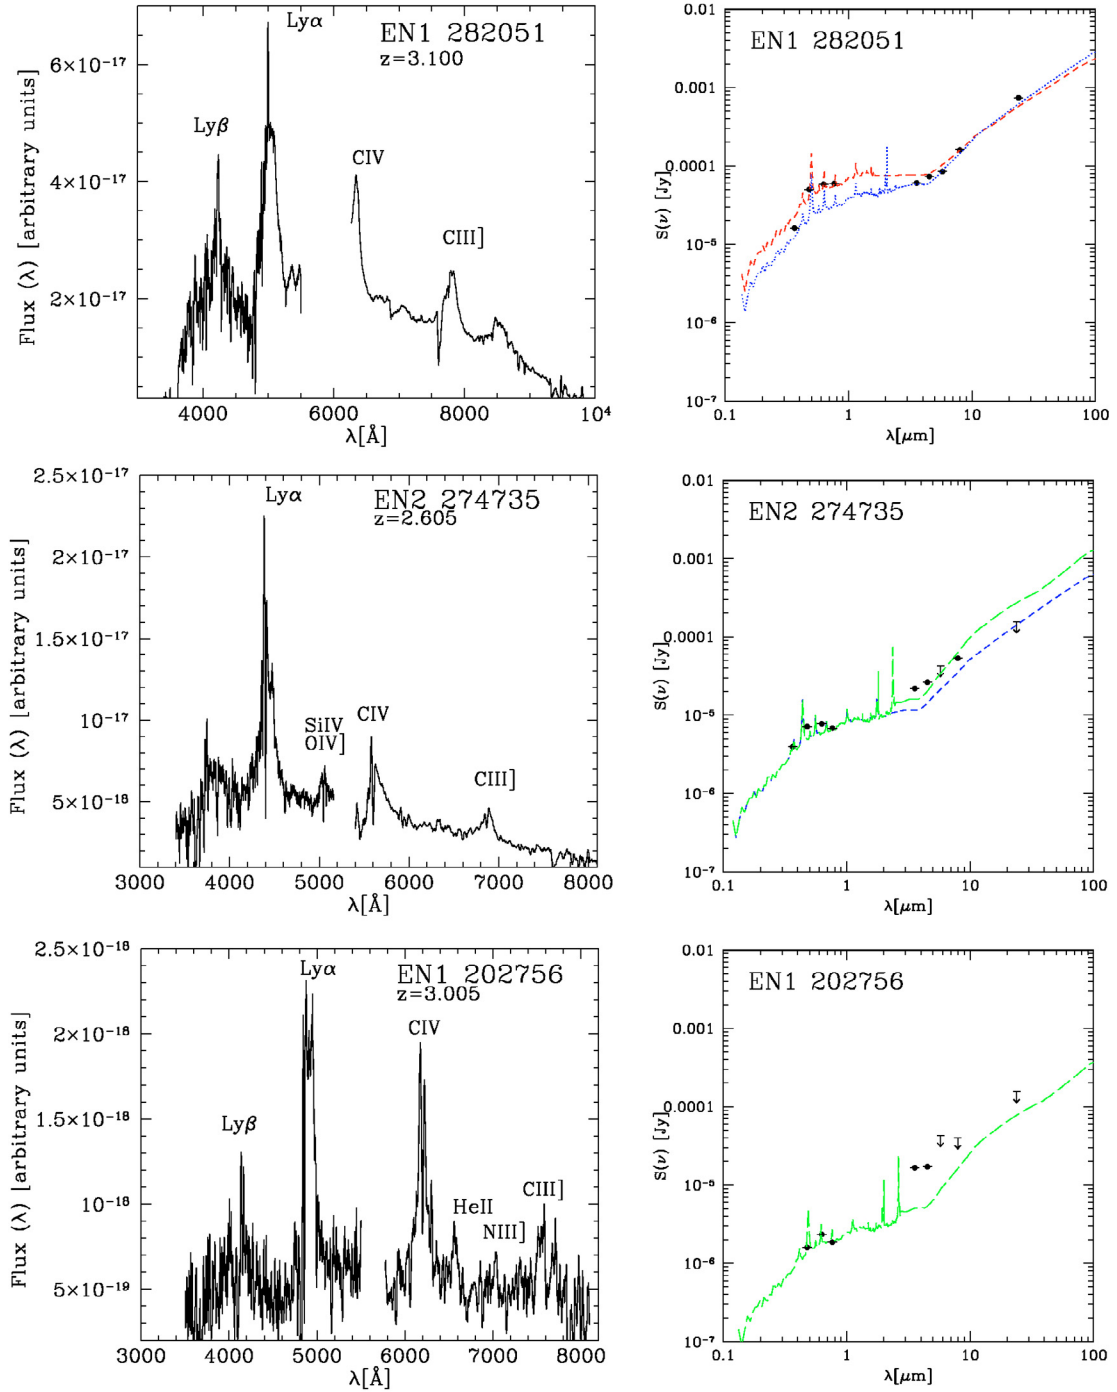 EN1 282051
z=3.100
Lyα
Lyβ
CIV
CIII]
Flux (λ) [arbitrary units]
6×10⁻¹⁷
4×10⁻¹⁷
2×10⁻¹⁷
4000 6000 8000 10⁴
λ[Å]
EN1 282051
S(ν) [Jy]
0.01
0.001
0.0001
10⁻⁵
10⁻⁶
10⁻⁷
0.1 1 10 100
λ[μm]
EN2 274735
z=2.605
Lyα
SiIV
OIV]
CIV
CIII]
Flux (λ) [arbitrary units]
2.5×10⁻¹⁷
2×10⁻¹⁷
1.5×10⁻¹⁷
10⁻¹⁷
5×10⁻¹⁸
3000 4000 5000 6000 7000 8000
λ[Å]
EN2 274735
S(ν) [Jy]
0.01
0.001
0.0001
10⁻⁵
10⁻⁶
10⁻⁷
0.1 1 10 100
λ[μm]
EN1 202756
z=3.005
Lyα
Lyβ
CIV
HeII
NIII]
CIII]
Flux (λ) [arbitrary units]
2.5×10⁻¹⁸
2×10⁻¹⁸
1.5×10⁻¹⁸
10⁻¹⁸
5×10⁻¹⁹
3000 4000 5000 6000 7000 8000
λ[Å]
EN1 202756
S(ν) [Jy]
0.01
0.001
0.0001
10⁻⁵
10⁻⁶
10⁻⁷
0.1 1 10 100
λ[μm]